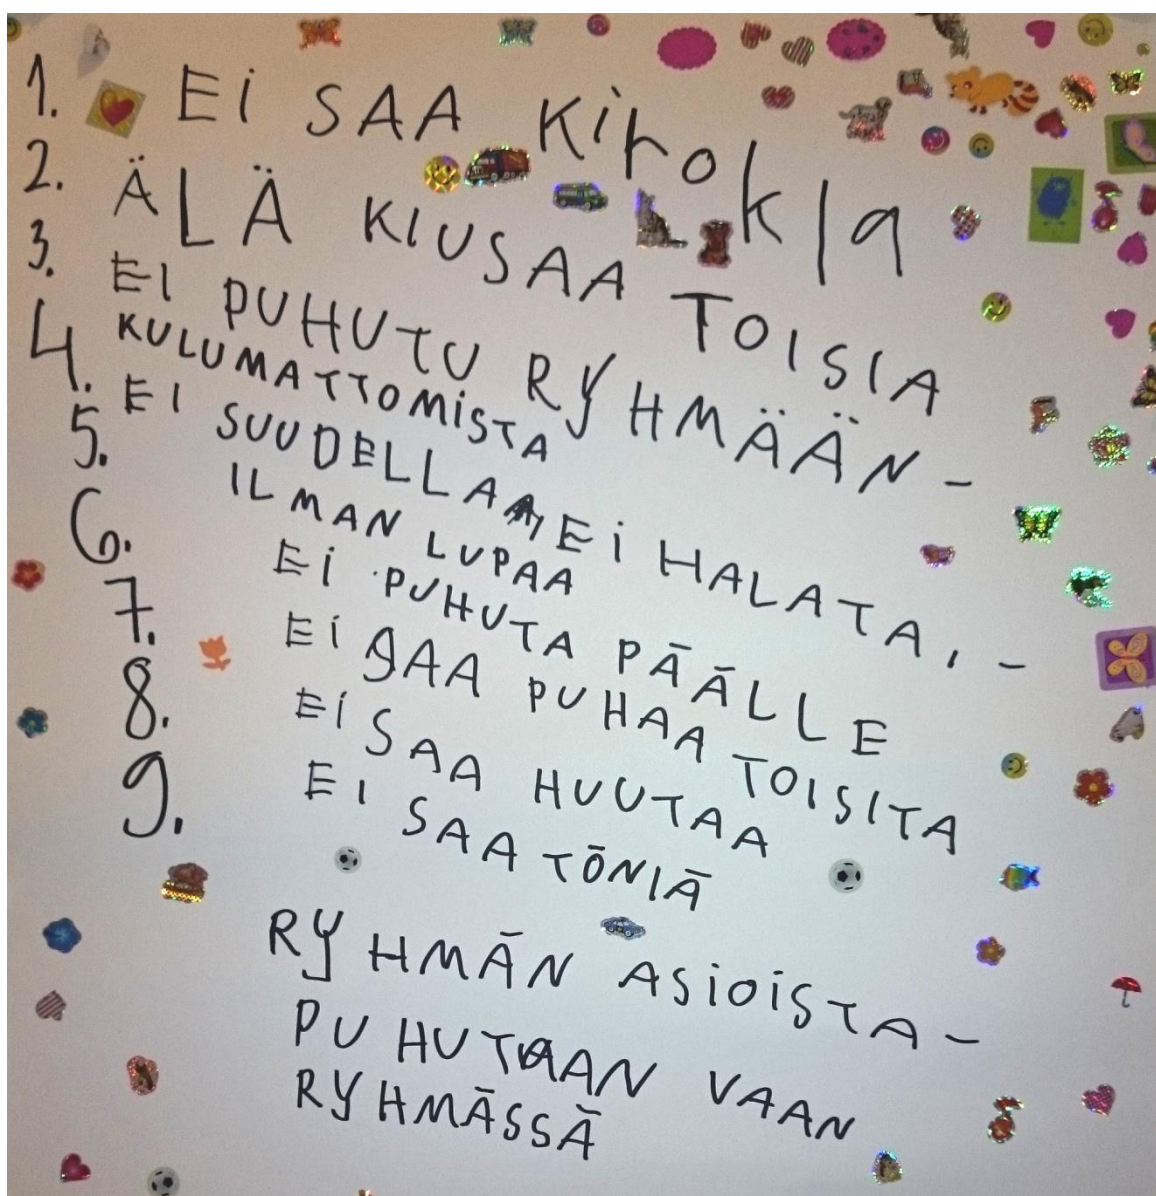 1. Ei SAA Kirokla
2. ÄLÄ KIUSAA TOISIA
3. EI PUHUTU RYHMÄÄN-
KULUMATTOMISTA
4. EI SUUDELLA, Ei HALATA, -
5. ILMAN LUPAA
6. Ei PUHUTA PÄÄLLE
7. Ei SAA PUHAA TOISITA
8. Ei SAA HUUTAA
9. EI SAA TÖNIÄ
RYHMÄN ASiOiSTA-
PUHUTAAN VAAN
RYHMÄSSÄ